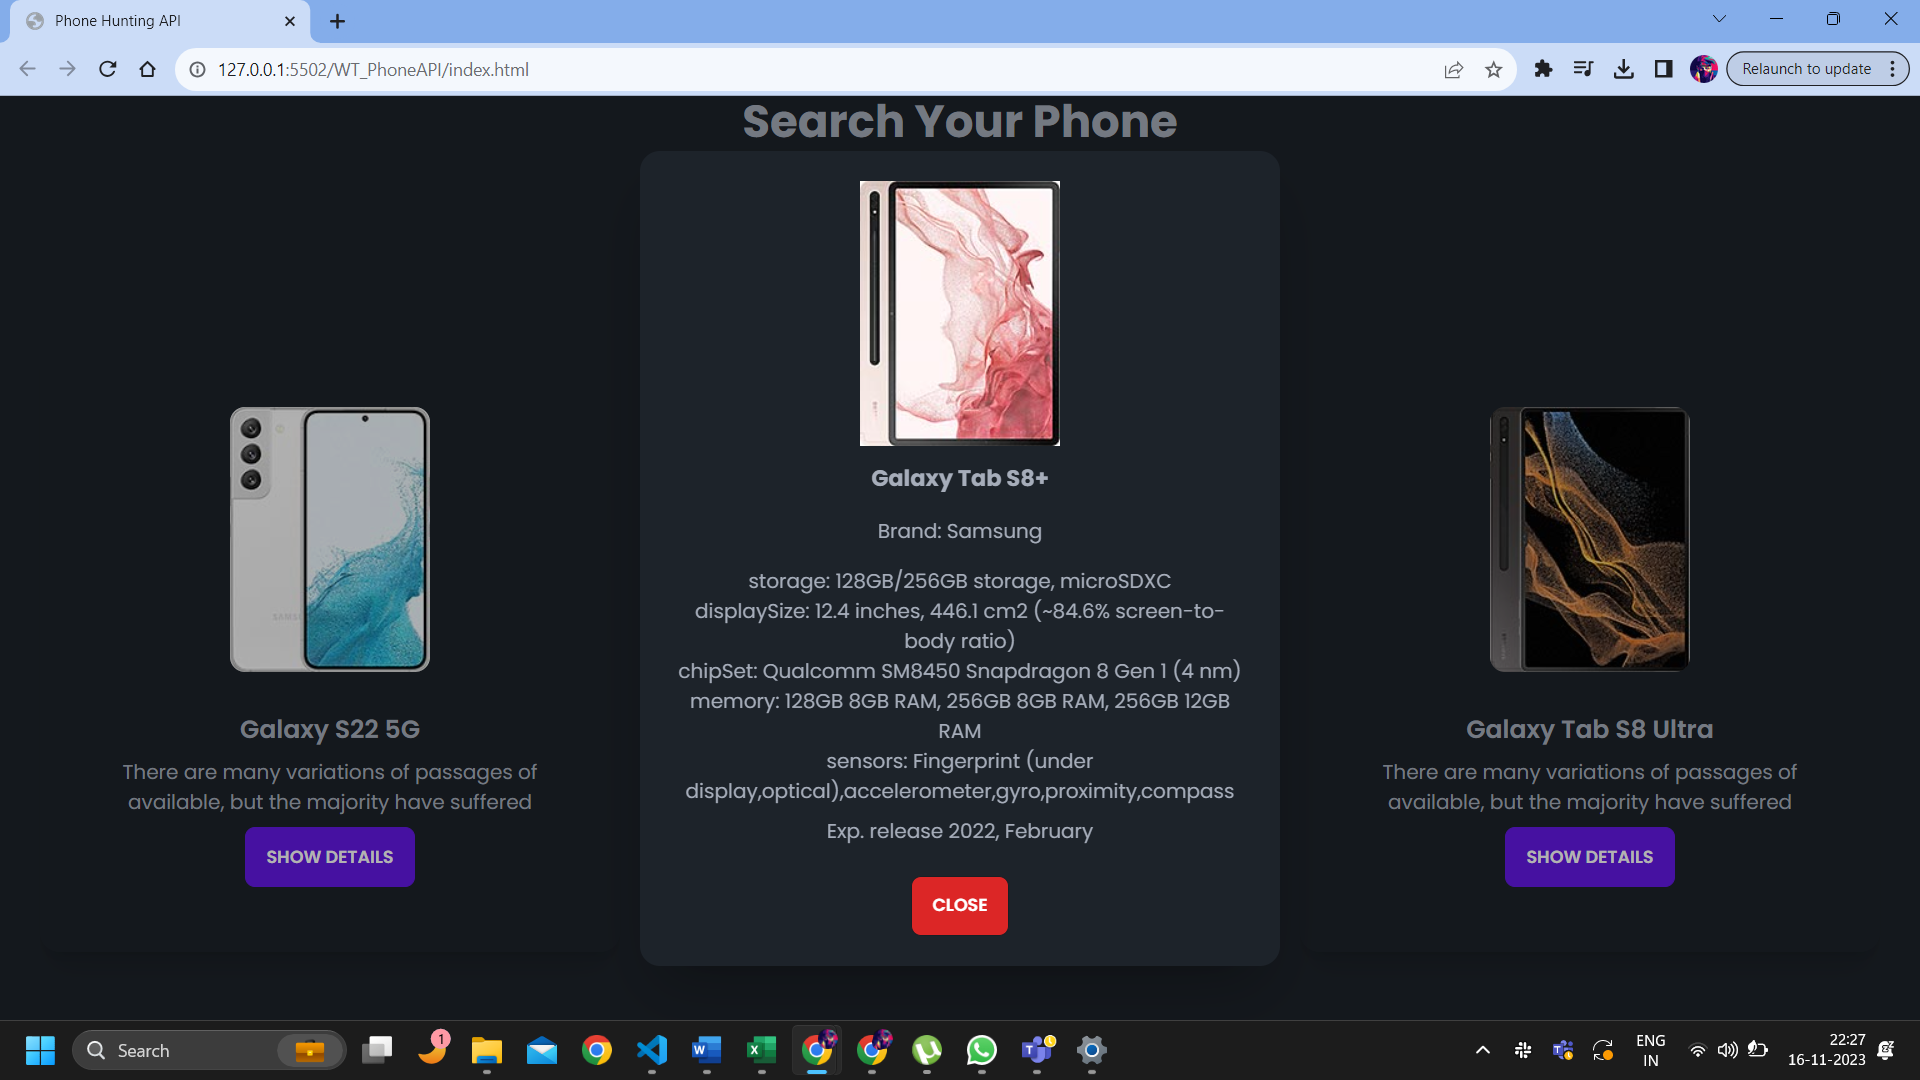 Phone Hunting API
127.0.0.1:5502/WT_PhoneAPI/index.html
Relaunch to update
Search Your Phone
Galaxy Tab S8+
Brand: Samsung
storage: 128GB/256GB storage, microSDXC
displaySize: 12.4 inches, 446.1 cm2 (~84.6% screen-to-
body ratio)
chipSet: Qualcomm SM8450 Snapdragon 8 Gen 1 (4 nm)
memory: 128GB 8GB RAM, 256GB 8GB RAM, 256GB 12GB
RAM
sensors: Fingerprint (under
display,optical),accelerometer,gyro,proximity,compass
Exp. release 2022, February
CLOSE
Galaxy S22 5G
There are many variations of passages of
available, but the majority have suffered
SHOW DETAILS
Galaxy Tab S8 Ultra
There are many variations of passages of
available, but the majority have suffered
SHOW DETAILS
Search
1
ENG
IN
22:27
16-11-2023